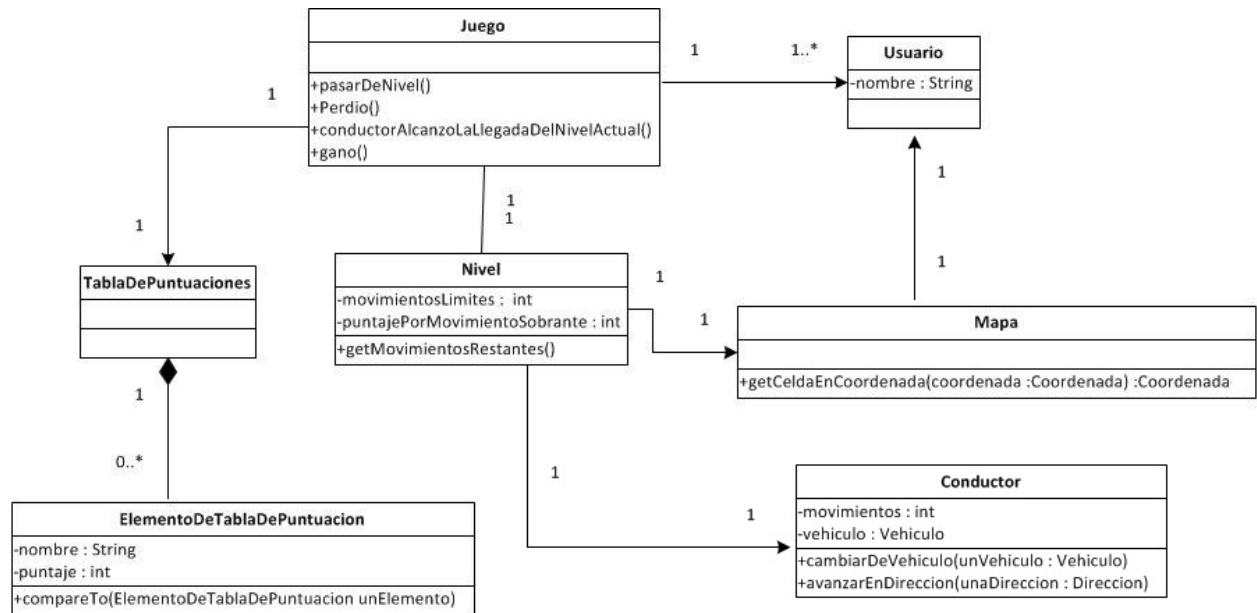 Juego
+pasarDeNivel()
+Perdio()
+conductorAlcanzoLaLlegadaDelNivelActual()
+gano()
1
1..*
Usuario
-nombre : String
1
1
1
1
1
1
TablaDePuntuaciones
1
0..*
ElementoDeTablaDePuntuacion
-nombre : String
-puntaje : int
+compareTo(ElementoDeTablaDePuntuacion unElemento)
Nivel
-movimientosLimites : int
-puntajePorMovimientoSobrante : int
+getMovimientosRestantes()
1
1
Mapa
+getCeldaEnCoordenada(coordenada :Coordenada) :Coordenada
1
1
Conductor
-movimientos : int
-vehiculo : Vehiculo
+cambiarDeVehiculo(unVehiculo : Vehiculo)
+avanzarEnDireccion(unaDireccion : Direccion)